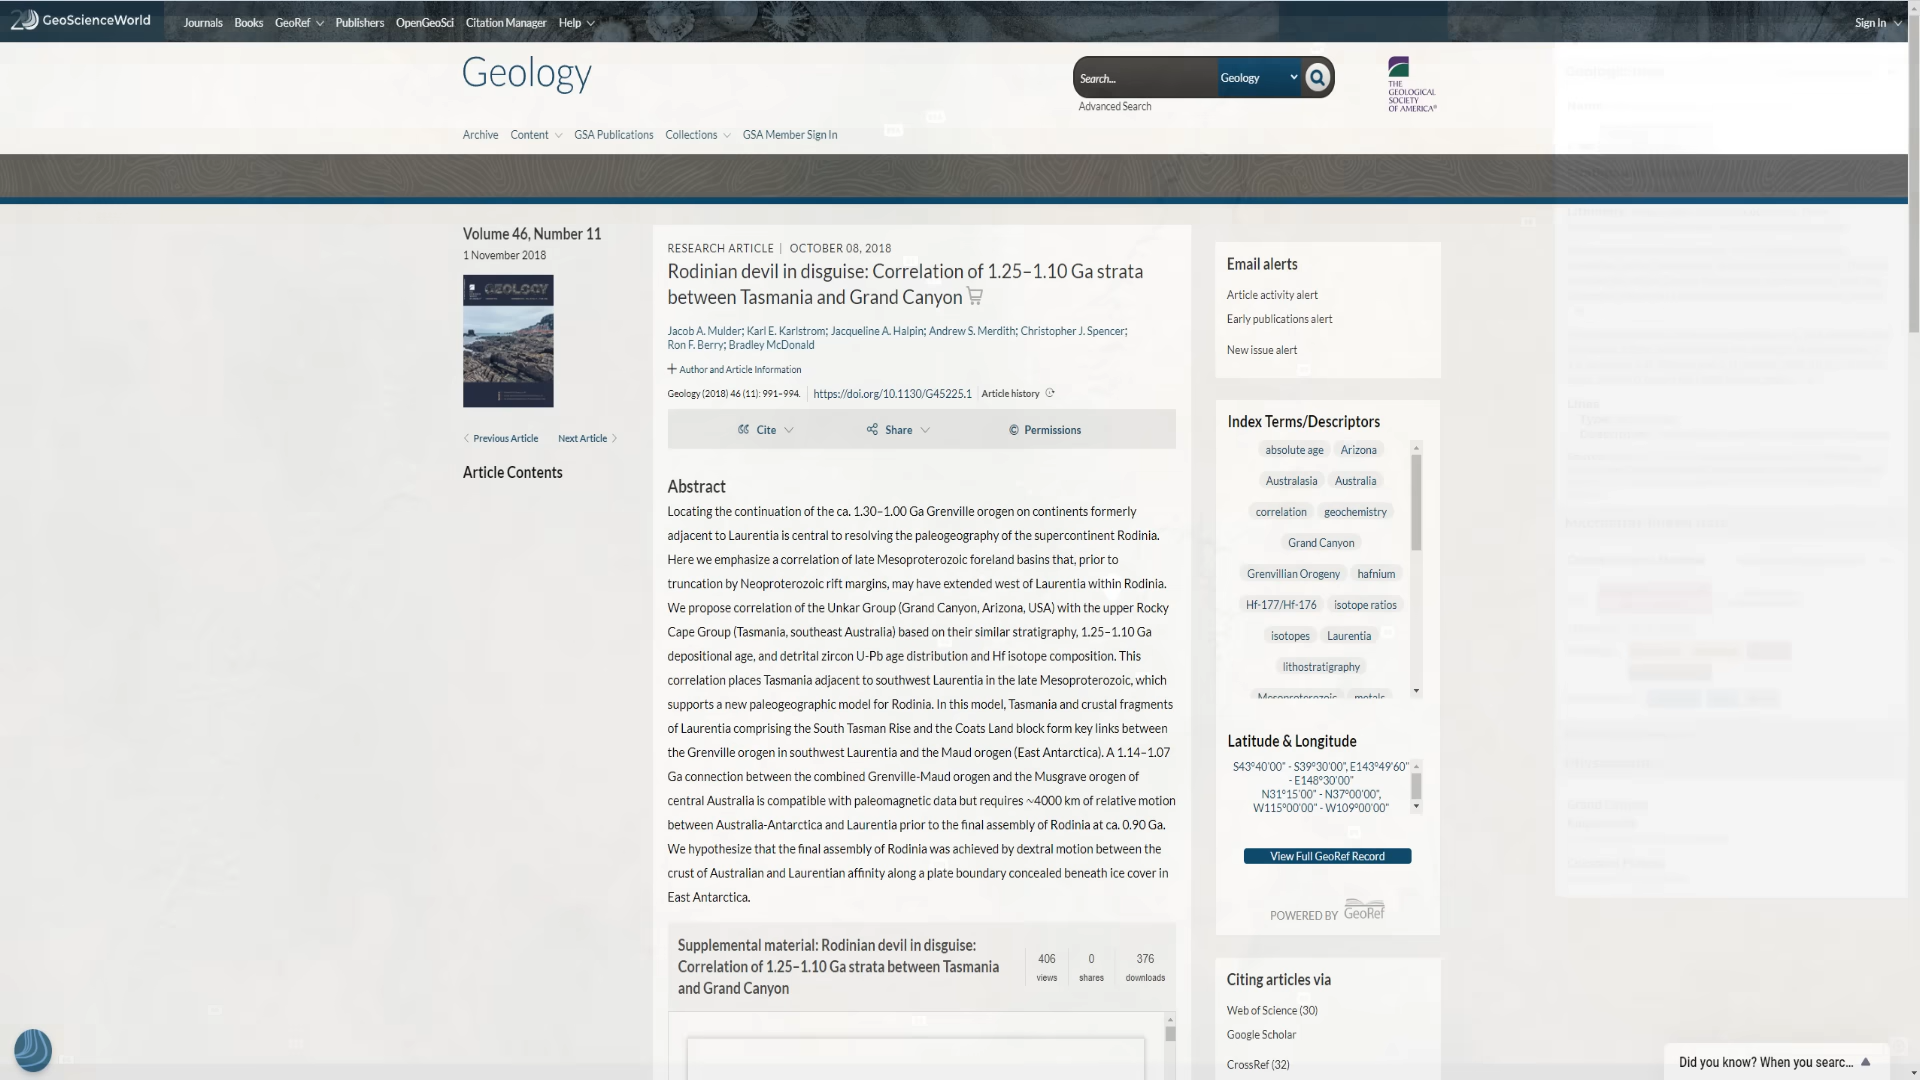 GeoScienceWorld
Journals Books GeoRef Publishers OpenGeoSci Citation Manager Help
Sign In
Geology
Search...
Geology
Advanced Search
THE
GEOLOGICAL
SOCIETY
OF AMERICA®
Archive Content GSA Publications Collections GSA Member Sign In
Volume 46, Number 11
1 November 2018
GEOLOGY
Previous Article Next Article
Article Contents
RESEARCH ARTICLE | OCTOBER 08, 2018
Rodinian devil in disguise: Correlation of 1.25–1.10 Ga strata
between Tasmania and Grand Canyon
Jacob A. Mulder; Karl E. Karlstrom; Jacqueline A. Halpin; Andrew S. Merdith; Christopher J. Spencer;
Ron F. Berry; Bradley McDonald
Author and Article Information
Geology (2018) 46 (11): 991–994.
https://doi.org/10.1130/G45225.1
Article history
Cite Share © Permissions
Abstract
Locating the continuation of the ca. 1.30–1.00 Ga Grenville orogen on continents formerly
adjacent to Laurentia is central to resolving the paleogeography of the supercontinent Rodinia.
Here we emphasize a correlation of late Mesoproterozoic foreland basins that, prior to
truncation by Neoproterozoic rift margins, may have extended west of Laurentia within Rodinia.
We propose correlation of the Unkar Group (Grand Canyon, Arizona, USA) with the upper Rocky
Cape Group (Tasmania, southeast Australia) based on their similar stratigraphy, 1.25–1.10 Ga
depositional age, and detrital zircon U-Pb age distribution and Hf isotope composition. This
correlation places Tasmania adjacent to southwest Laurentia in the late Mesoproterozoic, which
supports a new paleogeographic model for Rodinia. In this model, Tasmania and crustal fragments
of Laurentia comprising the South Tasman Rise and the Coats Land block form key links between
the Grenville orogen in southwest Laurentia and the Maud orogen (East Antarctica). A 1.14–1.07
Ga connection between the combined Grenville-Maud orogen and the Musgrave orogen of
central Australia is compatible with paleomagnetic data but requires ~4000 km of relative motion
between Australia-Antarctica and Laurentia prior to the final assembly of Rodinia at ca. 0.90 Ga.
We hypothesize that the final assembly of Rodinia was achieved by dextral motion between the
crust of Australian and Laurentian affinity along a plate boundary concealed beneath ice cover in
East Antarctica.
Supplemental material: Rodinian devil in disguise:
Correlation of 1.25–1.10 Ga strata between Tasmania
and Grand Canyon
406 0 376
views shares downloads
Email alerts
Article activity alert
Early publications alert
New issue alert
Index Terms/Descriptors
absolute age Arizona
Australasia Australia
correlation geochemistry
Grand Canyon
Grenvillian Orogeny hafnium
Hf-177/Hf-176 isotope ratios
isotopes Laurentia
lithostratigraphy
Mesoproterozoic metals
Latitude & Longitude
S43°40'00" - S39°30'00", E143°49'60"
- E148°30'00"
N31°15'00" - N37°00'00",
W115°00'00" - W109°00'00"
View Full GeoRef Record
POWERED BY GeoRef
Citing articles via
Web of Science (30)
Google Scholar
CrossRef (32)
Did you know? When you searc...